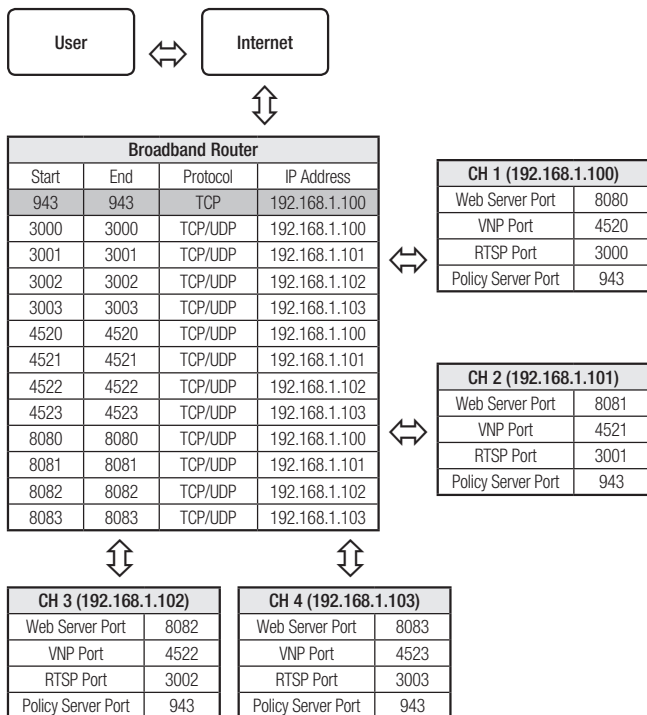 User
Internet
Broadband Router
Start End Protocol IP Address
943 943 TCP 192.168.1.100
3000 3000 TCP/UDP 192.168.1.100
3001 3001 TCP/UDP 192.168.1.101
3002 3002 TCP/UDP 192.168.1.102
3003 3003 TCP/UDP 192.168.1.103
4520 4520 TCP/UDP 192.168.1.100
4521 4521 TCP/UDP 192.168.1.101
4522 4522 TCP/UDP 192.168.1.102
4523 4523 TCP/UDP 192.168.1.103
8080 8080 TCP/UDP 192.168.1.100
8081 8081 TCP/UDP 192.168.1.101
8082 8082 TCP/UDP 192.168.1.102
8083 8083 TCP/UDP 192.168.1.103
CH 1 (192.168.1.100)
Web Server Port 8080
VNP Port 4520
RTSP Port 3000
Policy Server Port 943
CH 2 (192.168.1.101)
Web Server Port 8081
VNP Port 4521
RTSP Port 3001
Policy Server Port 943
CH 3 (192.168.1.102)
Web Server Port 8082
VNP Port 4522
RTSP Port 3002
Policy Server Port 943
CH 4 (192.168.1.103)
Web Server Port 8083
VNP Port 4523
RTSP Port 3003
Policy Server Port 943